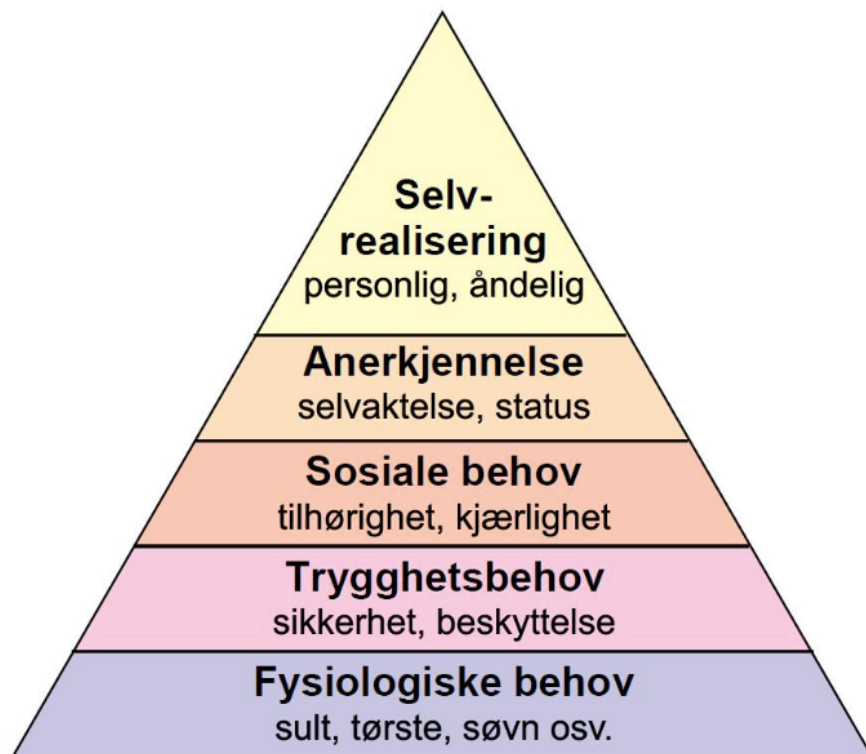 Selv-
realisering
personlig, åndelig
Anerkjennelse
selvaktelse, status
Sosiale behov
tilhørighet, kjærlighet
Trygghetsbehov
sikkerhet, beskyttelse
Fysiologiske behov
sult, tørste, søvn osv.